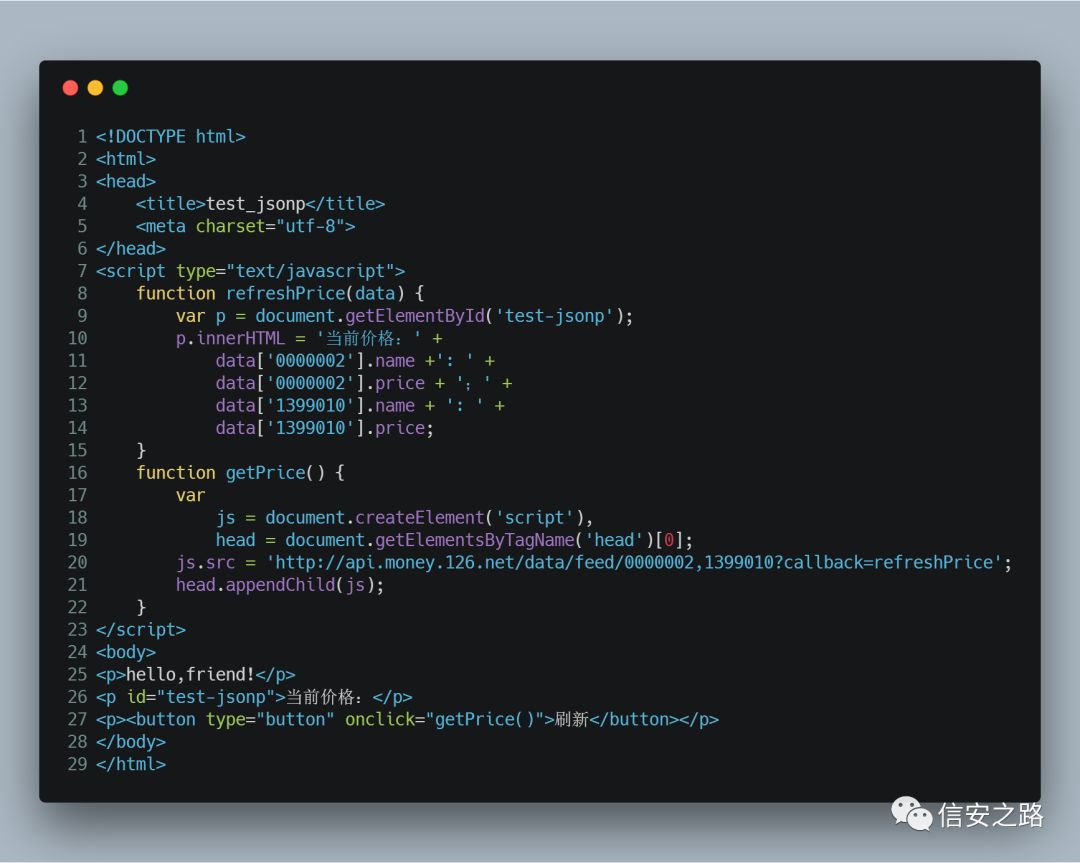 1 <!DOCTYPE html>
2 <html>
3 <head>
4     <title>test_jsonp</title>
5     <meta charset="utf-8">
6 </head>
7 <script type="text/javascript">
8     function refreshPrice(data) {
9         var p = document.getElementById('test-jsonp');
10         p.innerHTML = '当前价格：' +
11             data['0000002'].name +': ' +
12             data['0000002'].price + '；' +
13             data['1399010'].name + ': ' +
14             data['1399010'].price;
15     }
16     function getPrice() {
17         var
18             js = document.createElement('script'),
19             head = document.getElementsByTagName('head')[0];
20         js.src = 'http://api.money.126.net/data/feed/0000002,1399010?callback=refreshPrice';
21         head.appendChild(js);
22     }
23 </script>
24 <body>
25 <p>hello,friend!</p>
26 <p id="test-jsonp">当前价格：</p>
27 <p><button type="button" onclick="getPrice()">刷新</button></p>
28 </body>
29 </html>
信安之路